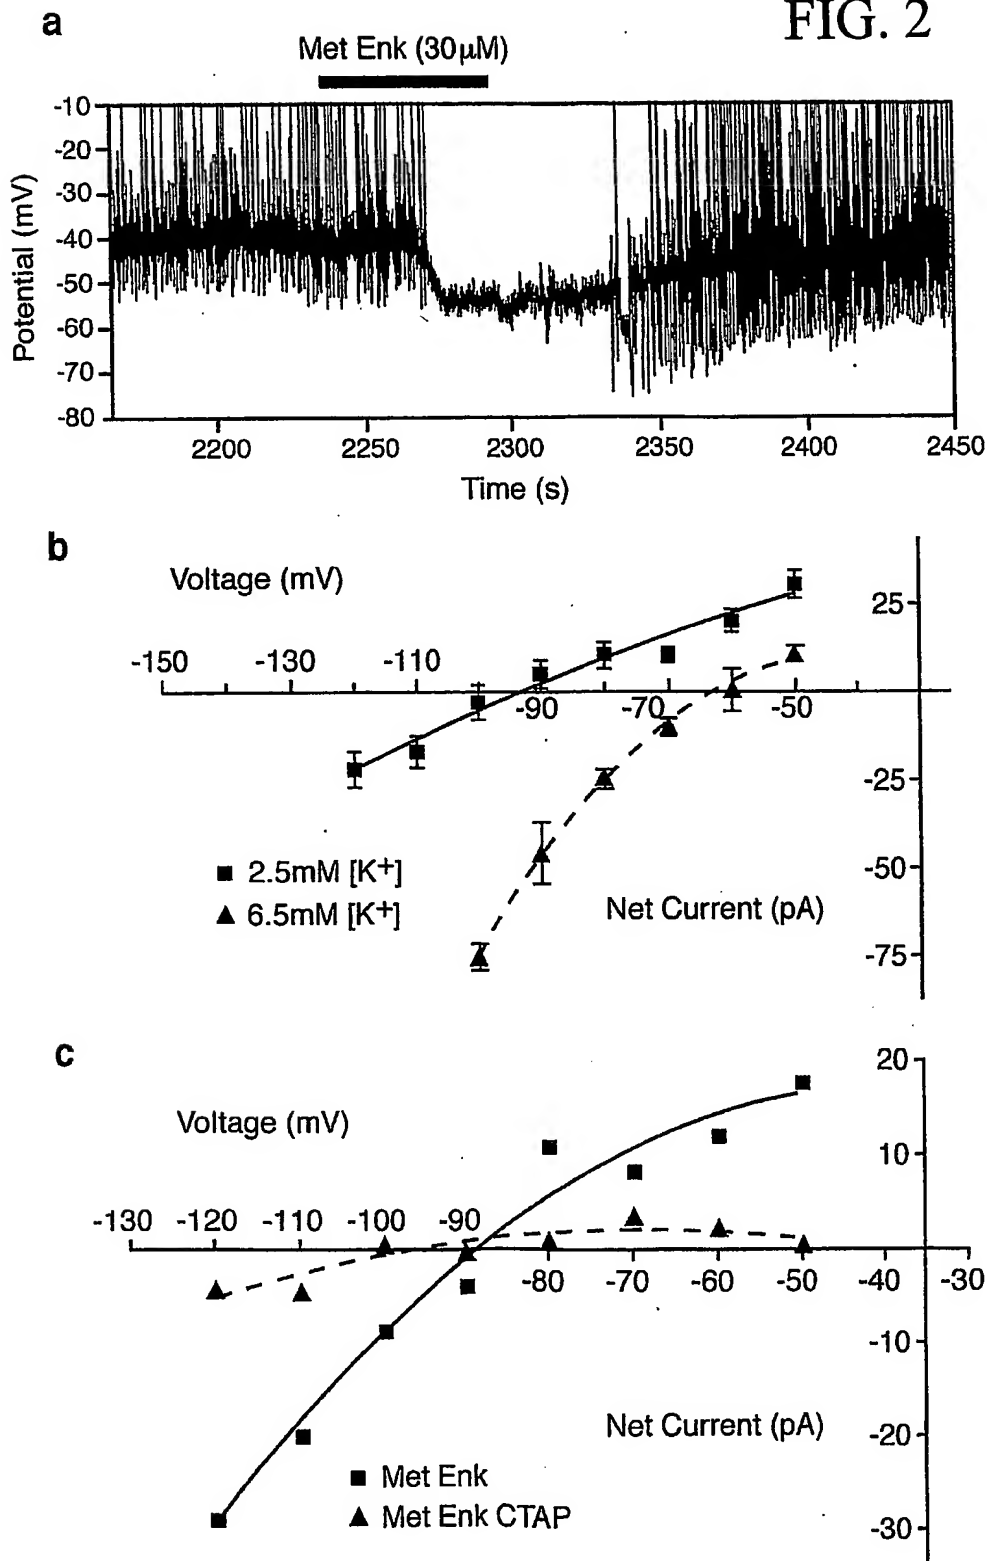 a
FIG. 2
Met Enk (30μM)
-10
-20
-30
-40
-50
-60
-70
-80
Potential (mV)
2200 2250 2300 2350 2400 2450
Time (s)
b
Voltage (mV)
-150 -130 -110
-90 -70 -50
25
-25
-50
-75
■ 2.5mM [K+]
▲ 6.5mM [K+]
Net Current (pA)
c
Voltage (mV)
20
10
-130 -120 -110 -100 -90
-80 -70 -60 -50 -40 -30
-10
-20
-30
Net Current (pA)
■ Met Enk
▲ Met Enk CTAP